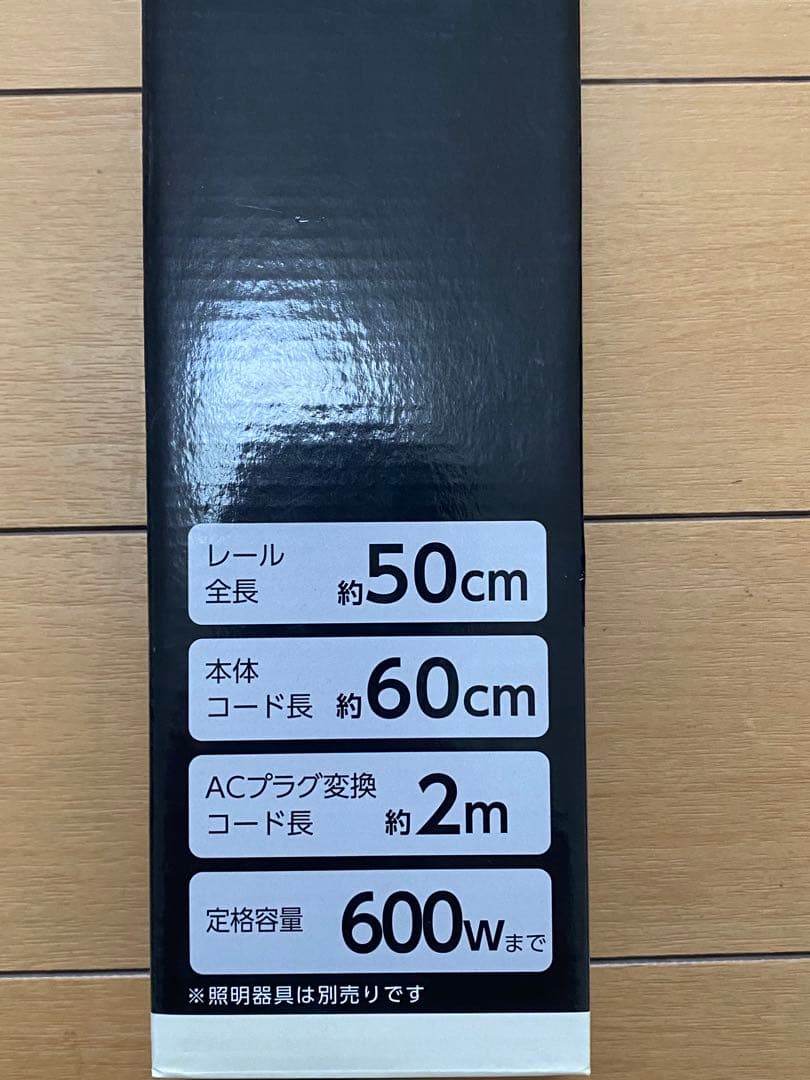 レール
全長 約50cm
本体
コード長 約60cm
ACプラグ変換
コード長 約2m
定格容量 600wまで
※照明器具は別売りです